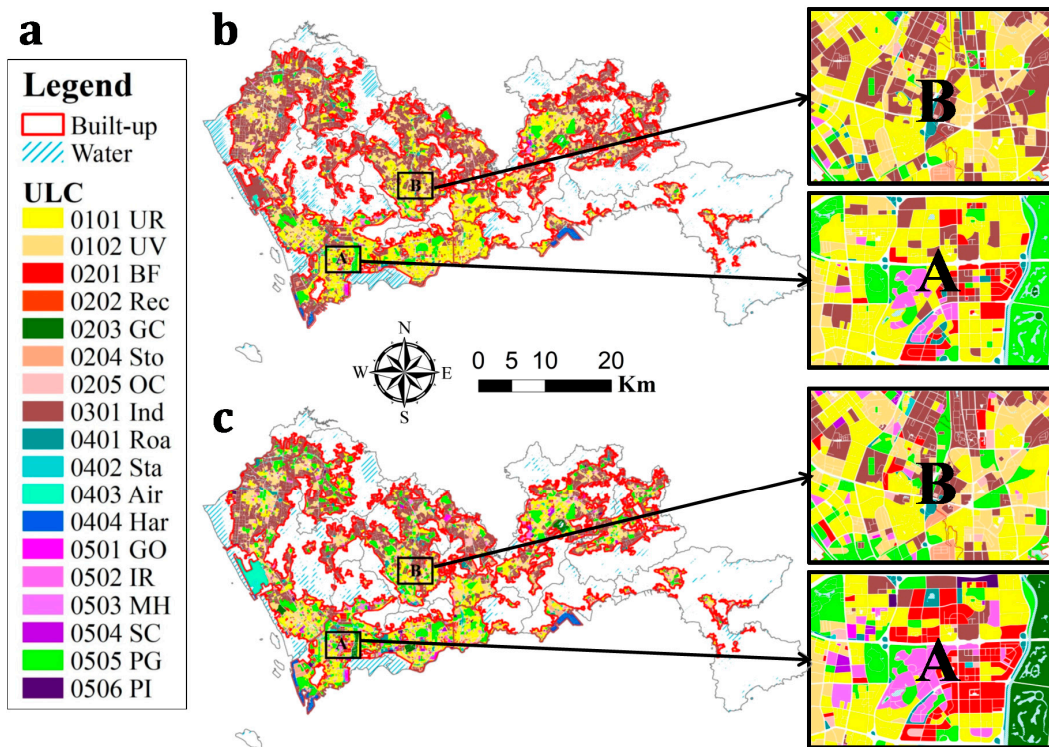 a
Legend
Built-up
Water
ULC
0101 UR
0102 UV
0201 BF
0202 Rec
0203 GC
0204 Sto
0205 OC
0301 Ind
0401 Roa
0402 Sta
0403 Air
0404 Har
0501 GO
0502 IR
0503 MH
0504 SC
0505 PG
0506 PI
b
B
A
B
A
N
W E
S
0 5 10 20
Km
c
B
A
B
A